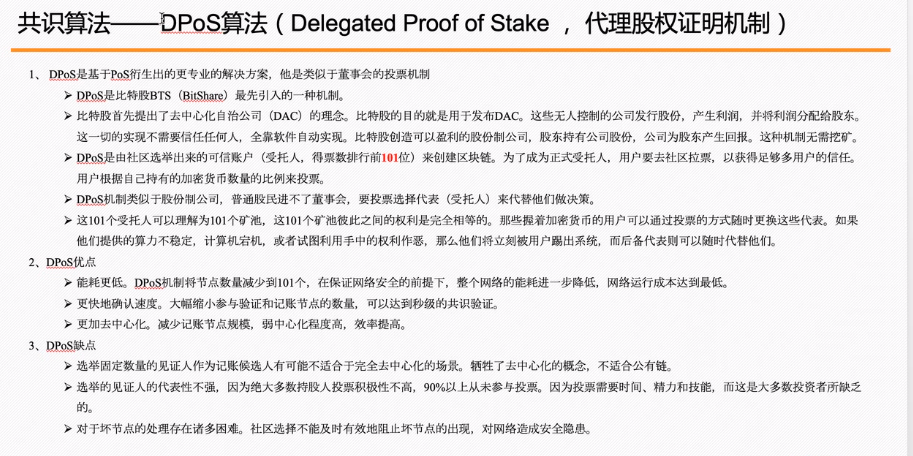 共识算法——DPoS算法（Delegated Proof of Stake ，代理股权证明机制）
1、 DPoS是基于PoS衍生出的更专业的解决方案，他是类似于董事会的投票机制
➢ DPoS是比特股BTS（BitShare）最先引入的一种机制。
➢ 比特股首先提出了去中心化自治公司（DAC）的理念。比特股的目的就是用于发布DAC。这些无人控制的公司发行股份，产生利润，并将利润分配给股东。
这一切的实现不需要信任任何人，全靠软件自动实现。比特股创造可以盈利的股份制公司，股东持有公司股份，公司为股东产生回报。这种机制无需挖矿。
➢ DPoS是由社区选举出来的可信账户（受托人，得票数排行前101位）来创建区块链。为了成为正式受托人，用户要去社区拉票，以获得足够多用户的信任。
用户根据自己持有的加密货币数量的比例来投票。
➢ DPoS机制类似于股份制公司，普通股民进不了董事会，要投票选择代表（受托人）来代替他们做决策。
➢ 这101个受托人可以理解为101个矿池，这101个矿池彼此之间的权利是完全相等的。那些握着加密货币的用户可以通过投票的方式随时更换这些代表。如果
他们提供的算力不稳定，计算机宕机，或者试图利用手中的权利作恶，那么他们将立刻被用户踢出系统，而后备代表则可以随时代替他们。
2、DPoS优点
➢ 能耗更低。DPoS机制将节点数量减少到101个，在保证网络安全的前提下，整个网络的能耗进一步降低，网络运行成本达到最低。
➢ 更快地确认速度。大幅缩小参与验证和记账节点的数量，可以达到秒级的共识验证。
➢ 更加去中心化。减少记账节点规模，弱中心化程度高，效率提高。
3、DPoS缺点
➢ 选举固定数量的见证人作为记账候选人有可能不适合于完全去中心化的场景。牺牲了去中心化的概念，不适合公有链。
➢ 选举的见证人的代表性不强，因为绝大多数持股人投票积极性不高，90%以上从未参与投票。因为投票需要时间、精力和技能，而这是大多数投资者所缺乏
的。
➢ 对于坏节点的处理存在诸多困难。社区选择不能及时有效地阻止坏节点的出现，对网络造成安全隐患。